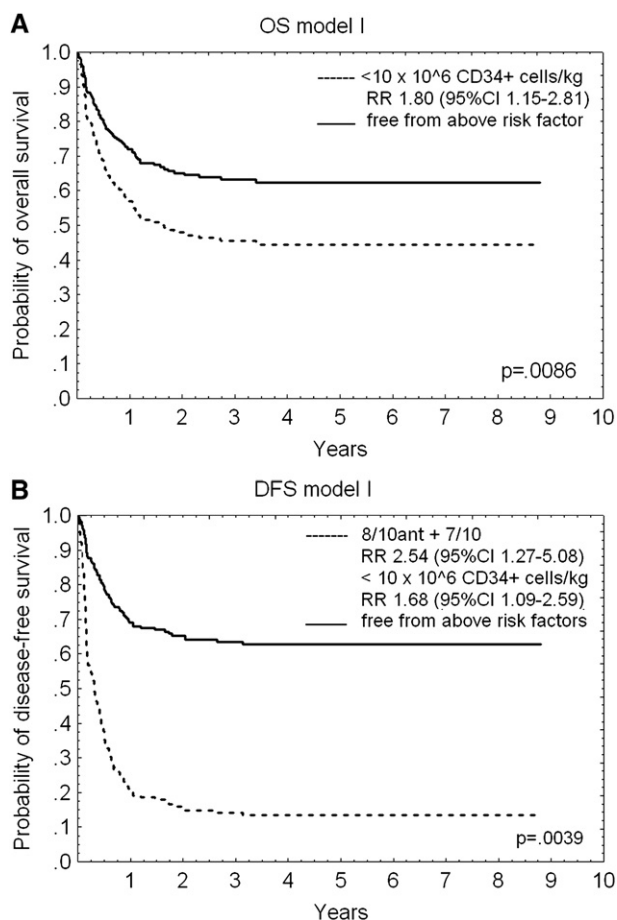 A
OS model I
Probability of overall survival
1.0
.9
.8
.7
.6
.5
.4
.3
.2
.1
.0
<10 x 10^6 CD34+ cells/kg
RR 1.80 (95%CI 1.15-2.81)
free from above risk factor
p=.0086
1 2 3 4 5 6 7 8 9 10
Years
B
DFS model I
Probability of disease-free survival
1.0
.9
.8
.7
.6
.5
.4
.3
.2
.1
.0
8/10ant + 7/10
RR 2.54 (95%CI 1.27-5.08)
< 10 x 10^6 CD34+ cells/kg
RR 1.68 (95%CI 1.09-2.59)
free from above risk factors
p=.0039
1 2 3 4 5 6 7 8 9 10
Years